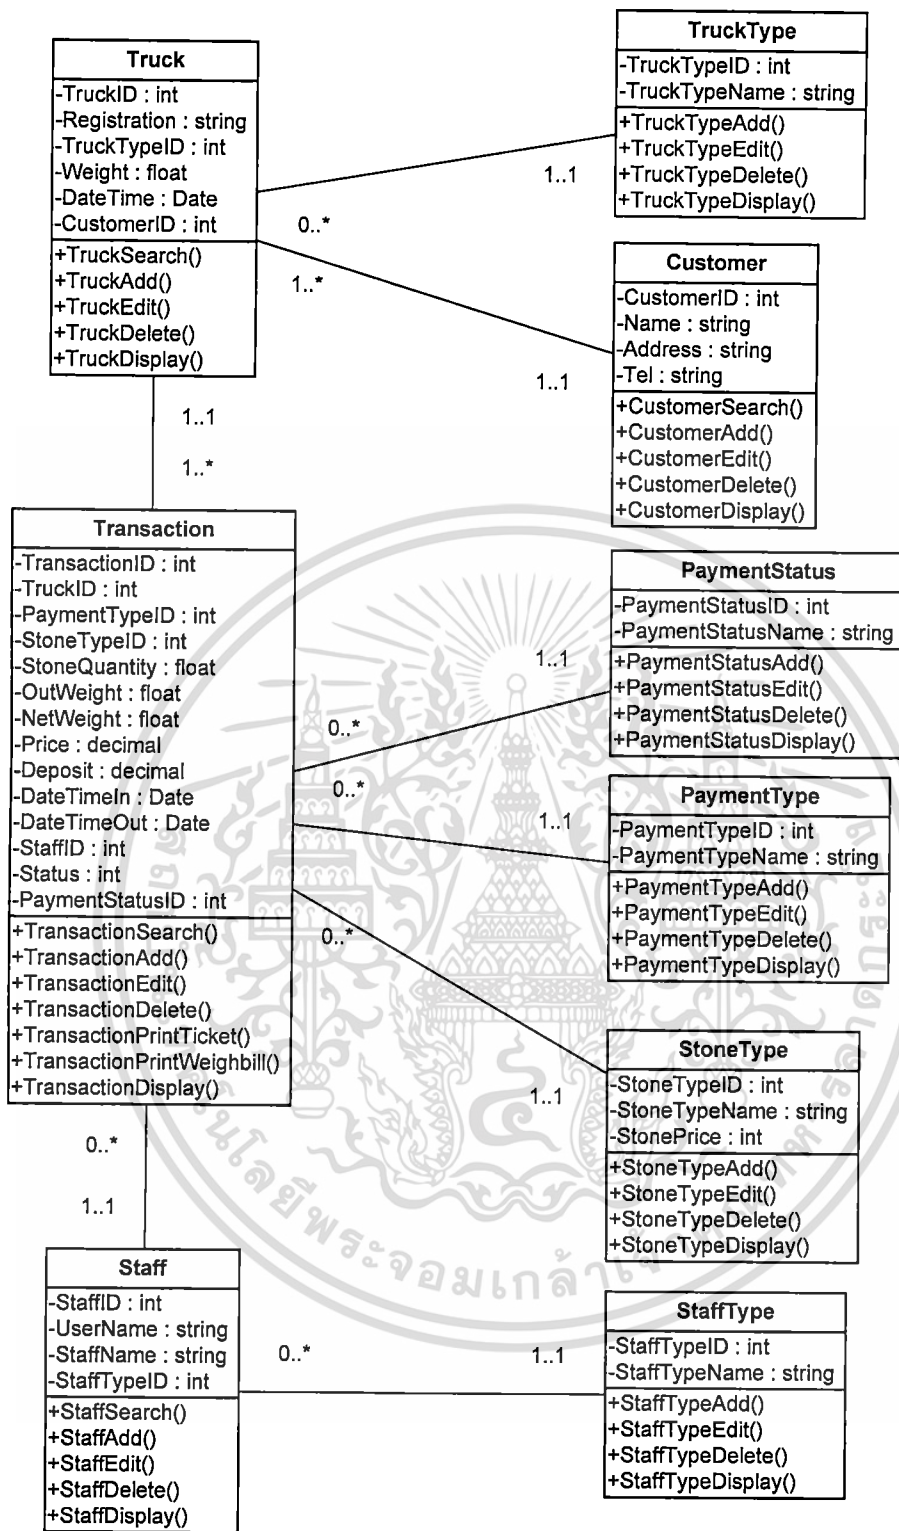 Truck
-TruckID : int
-Registration : string
-TruckTypeID : int
-Weight : float
-DateTime : Date
-CustomerID : int
+TruckSearch()
+TruckAdd()
+TruckEdit()
+TruckDelete()
+TruckDisplay()
TruckType
-TruckTypeID : int
-TruckTypeName : string
+TruckTypeAdd()
+TruckTypeEdit()
+TruckTypeDelete()
+TruckTypeDisplay()
1..1
0..*
1..*
1..1
Customer
-CustomerID : int
-Name : string
-Address : string
-Tel : string
+CustomerSearch()
+CustomerAdd()
+CustomerEdit()
+CustomerDelete()
+CustomerDisplay()
1..1
1..*
Transaction
-TransactionID : int
-TruckID : int
-PaymentTypeID : int
-StoneTypeID : int
-StoneQuantity : float
-OutWeight : float
-NetWeight : float
-Price : decimal
-Deposit : decimal
-DateTimeIn : Date
-DateTimeOut : Date
-StaffID : int
-Status : int
-PaymentStatusID : int
+TransactionSearch()
+TransactionAdd()
+TransactionEdit()
+TransactionDelete()
+TransactionPrintTicket()
+TransactionPrintWeighbill()
+TransactionDisplay()
PaymentStatus
-PaymentStatusID : int
-PaymentStatusName : string
+PaymentStatusAdd()
+PaymentStatusEdit()
+PaymentStatusDelete()
+PaymentStatusDisplay()
1..1
0..*
0..*
1..1
PaymentType
-PaymentTypeID : int
-PaymentTypeName : string
+PaymentTypeAdd()
+PaymentTypeEdit()
+PaymentTypeDelete()
+PaymentTypeDisplay()
0..*
1..1
StoneType
-StoneTypeID : int
-StoneTypeName : string
-StonePrice : int
+StoneTypeAdd()
+StoneTypeEdit()
+StoneTypeDelete()
+StoneTypeDisplay()
0..*
1..1
Staff
-StaffID : int
-UserName : string
-StaffName : string
-StaffTypeID : int
+StaffSearch()
+StaffAdd()
+StaffEdit()
+StaffDelete()
+StaffDisplay()
0..*
1..1
StaffType
-StaffTypeID : int
-StaffTypeName : string
+StaffTypeAdd()
+StaffTypeEdit()
+StaffTypeDelete()
+StaffTypeDisplay()